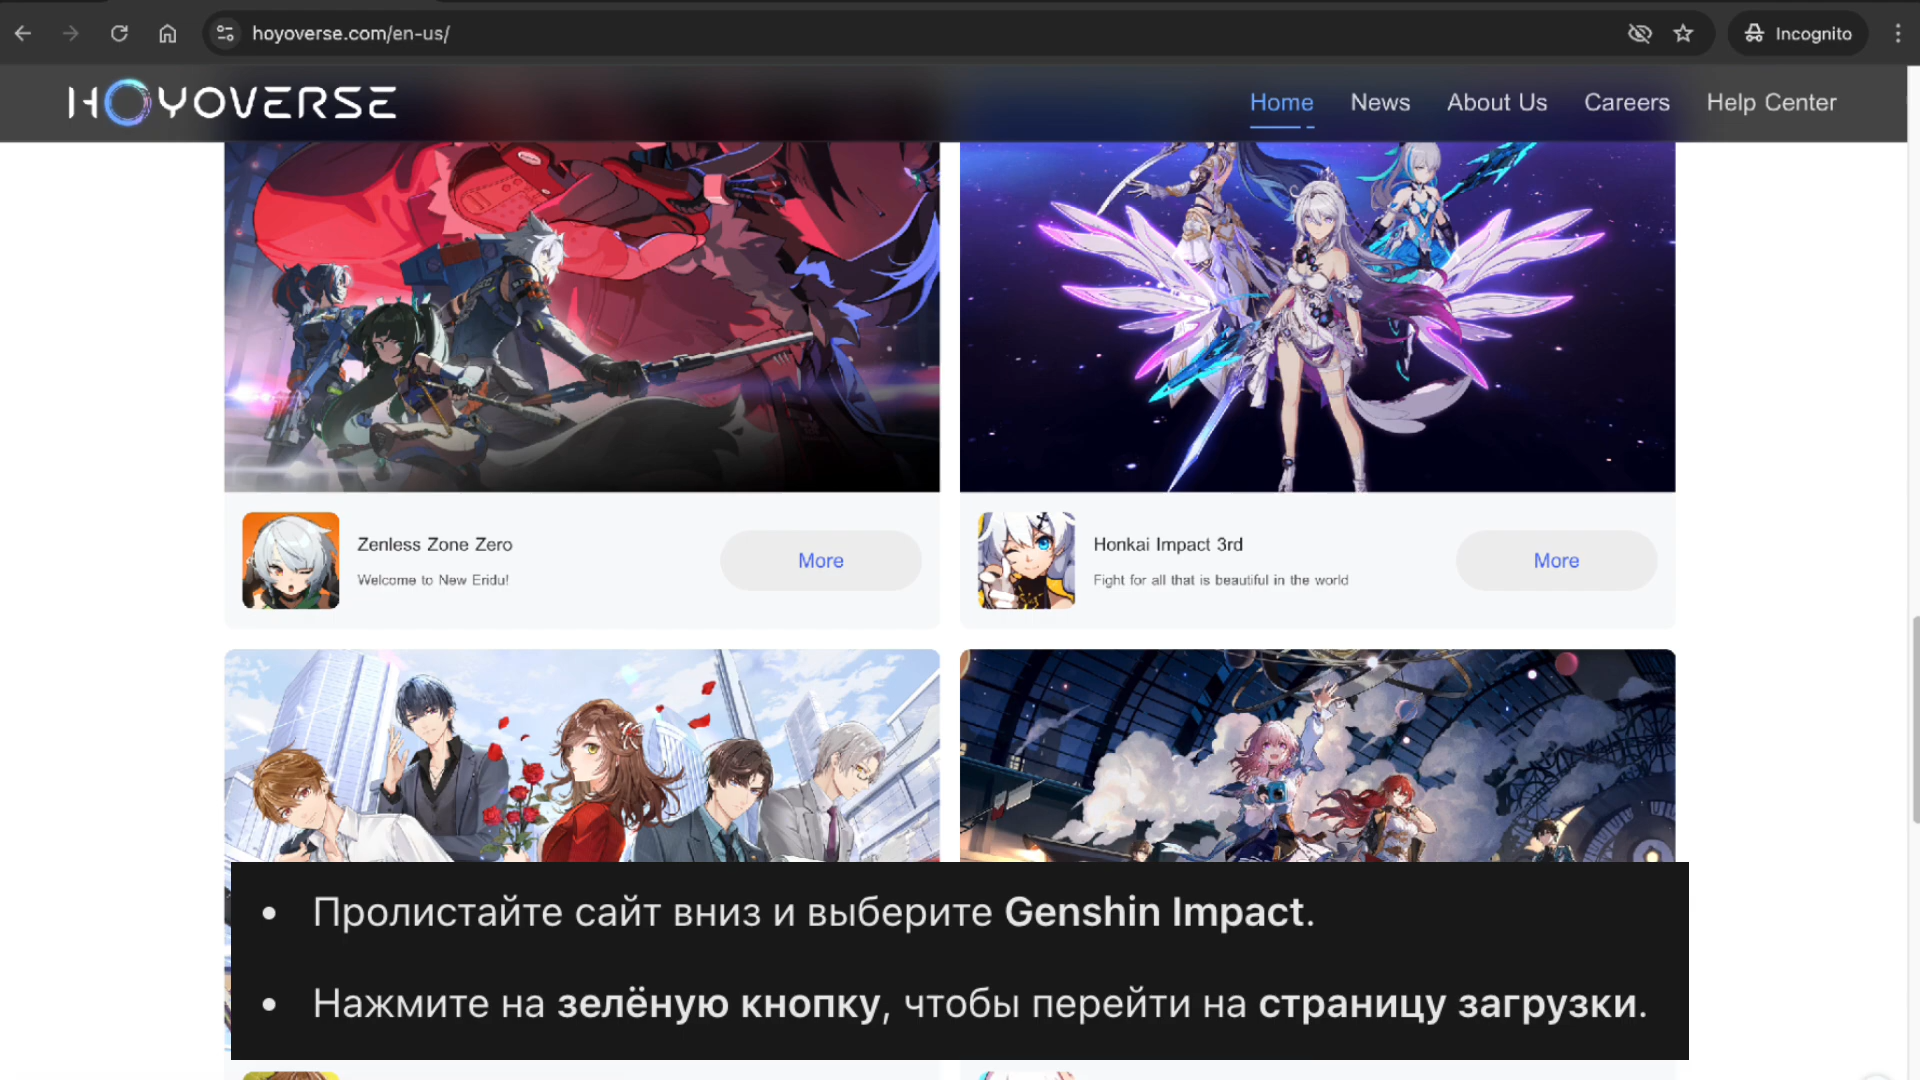 hoyoverse.com/en-us/
Incognito
HOYOVERSE
Home News About Us Careers Help Center
Zenless Zone Zero
Welcome to New Eridu!
More
Honkai Impact 3rd
Fight for all that is beautiful in the world
More
• Пролистайте сайт вниз и выберите Genshin Impact.
• Нажмите на зелёную кнопку, чтобы перейти на страницу загрузки.